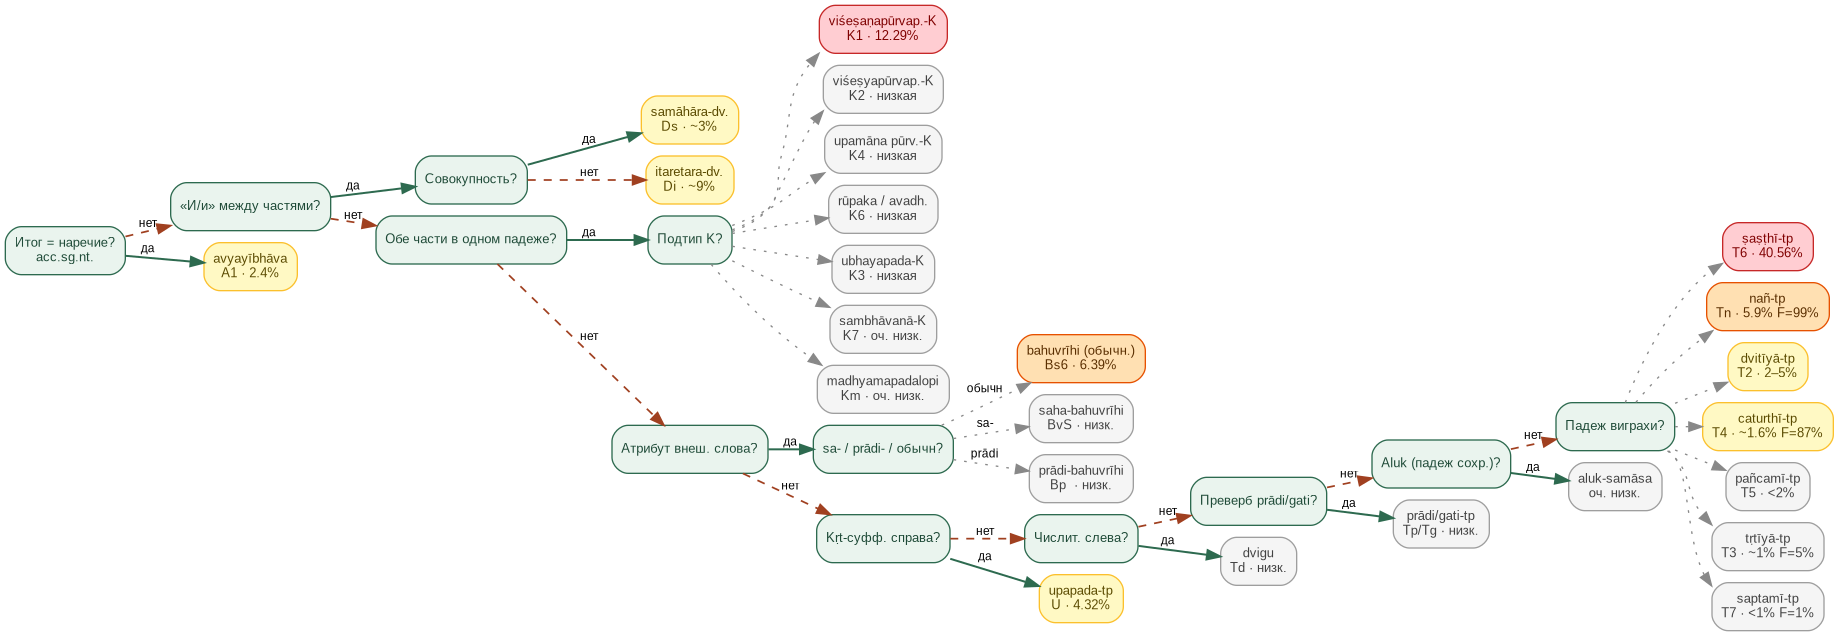 Итог = наречие?
acc.sg.nt.
нет
да
avyayībhāva
A1 · 2.4%
«И/и» между частями?
да
нет
Совокупность?
да
нет
samāhāra-dv.
Ds · ~3%
itaretara-dv.
Di · ~9%
Обе части в одном падеже?
да
нет
Подтип K?
viśeṣaṇapūrvap.-K
K1 · 12.29%
viśeṣyapūrvap.-K
K2 · низкая
upamāna pūrv.-K
K4 · низкая
rūpaka / avadh.
K6 · низкая
ubhayapada-K
K3 · низкая
sambhāvanā-K
K7 · оч. низк.
madhyamapadalopi
Km · оч. низк.
Атрибут внеш. слова?
да
нет
sa- / prādi- / обычн?
обычн
sa-
prādi
bahuvrīhi (обычн.)
Bs6 · 6.39%
saha-bahuvrīhi
BvS · низк.
prādi-bahuvrīhi
Bp · низк.
Kṛt-суфф. справа?
нет
да
upapada-tp
U · 4.32%
Числит. слева?
нет
да
dvigu
Td · низк.
Преверб prādi/gati?
нет
да
prādi/gati-tp
Tp/Tg · низк.
Aluk (падеж сохр.)?
нет
да
aluk-samāsa
оч. низк.
Падеж виграхи?
ṣaṣṭhī-tp
T6 · 40.56%
nañ-tp
Tn · 5.9% F=99%
dvitīyā-tp
T2 · 2–5%
caturthī-tp
T4 · ~1.6% F=87%
pañcamī-tp
T5 · <2%
tṛtīyā-tp
T3 · ~1% F=5%
saptamī-tp
T7 · <1% F=1%